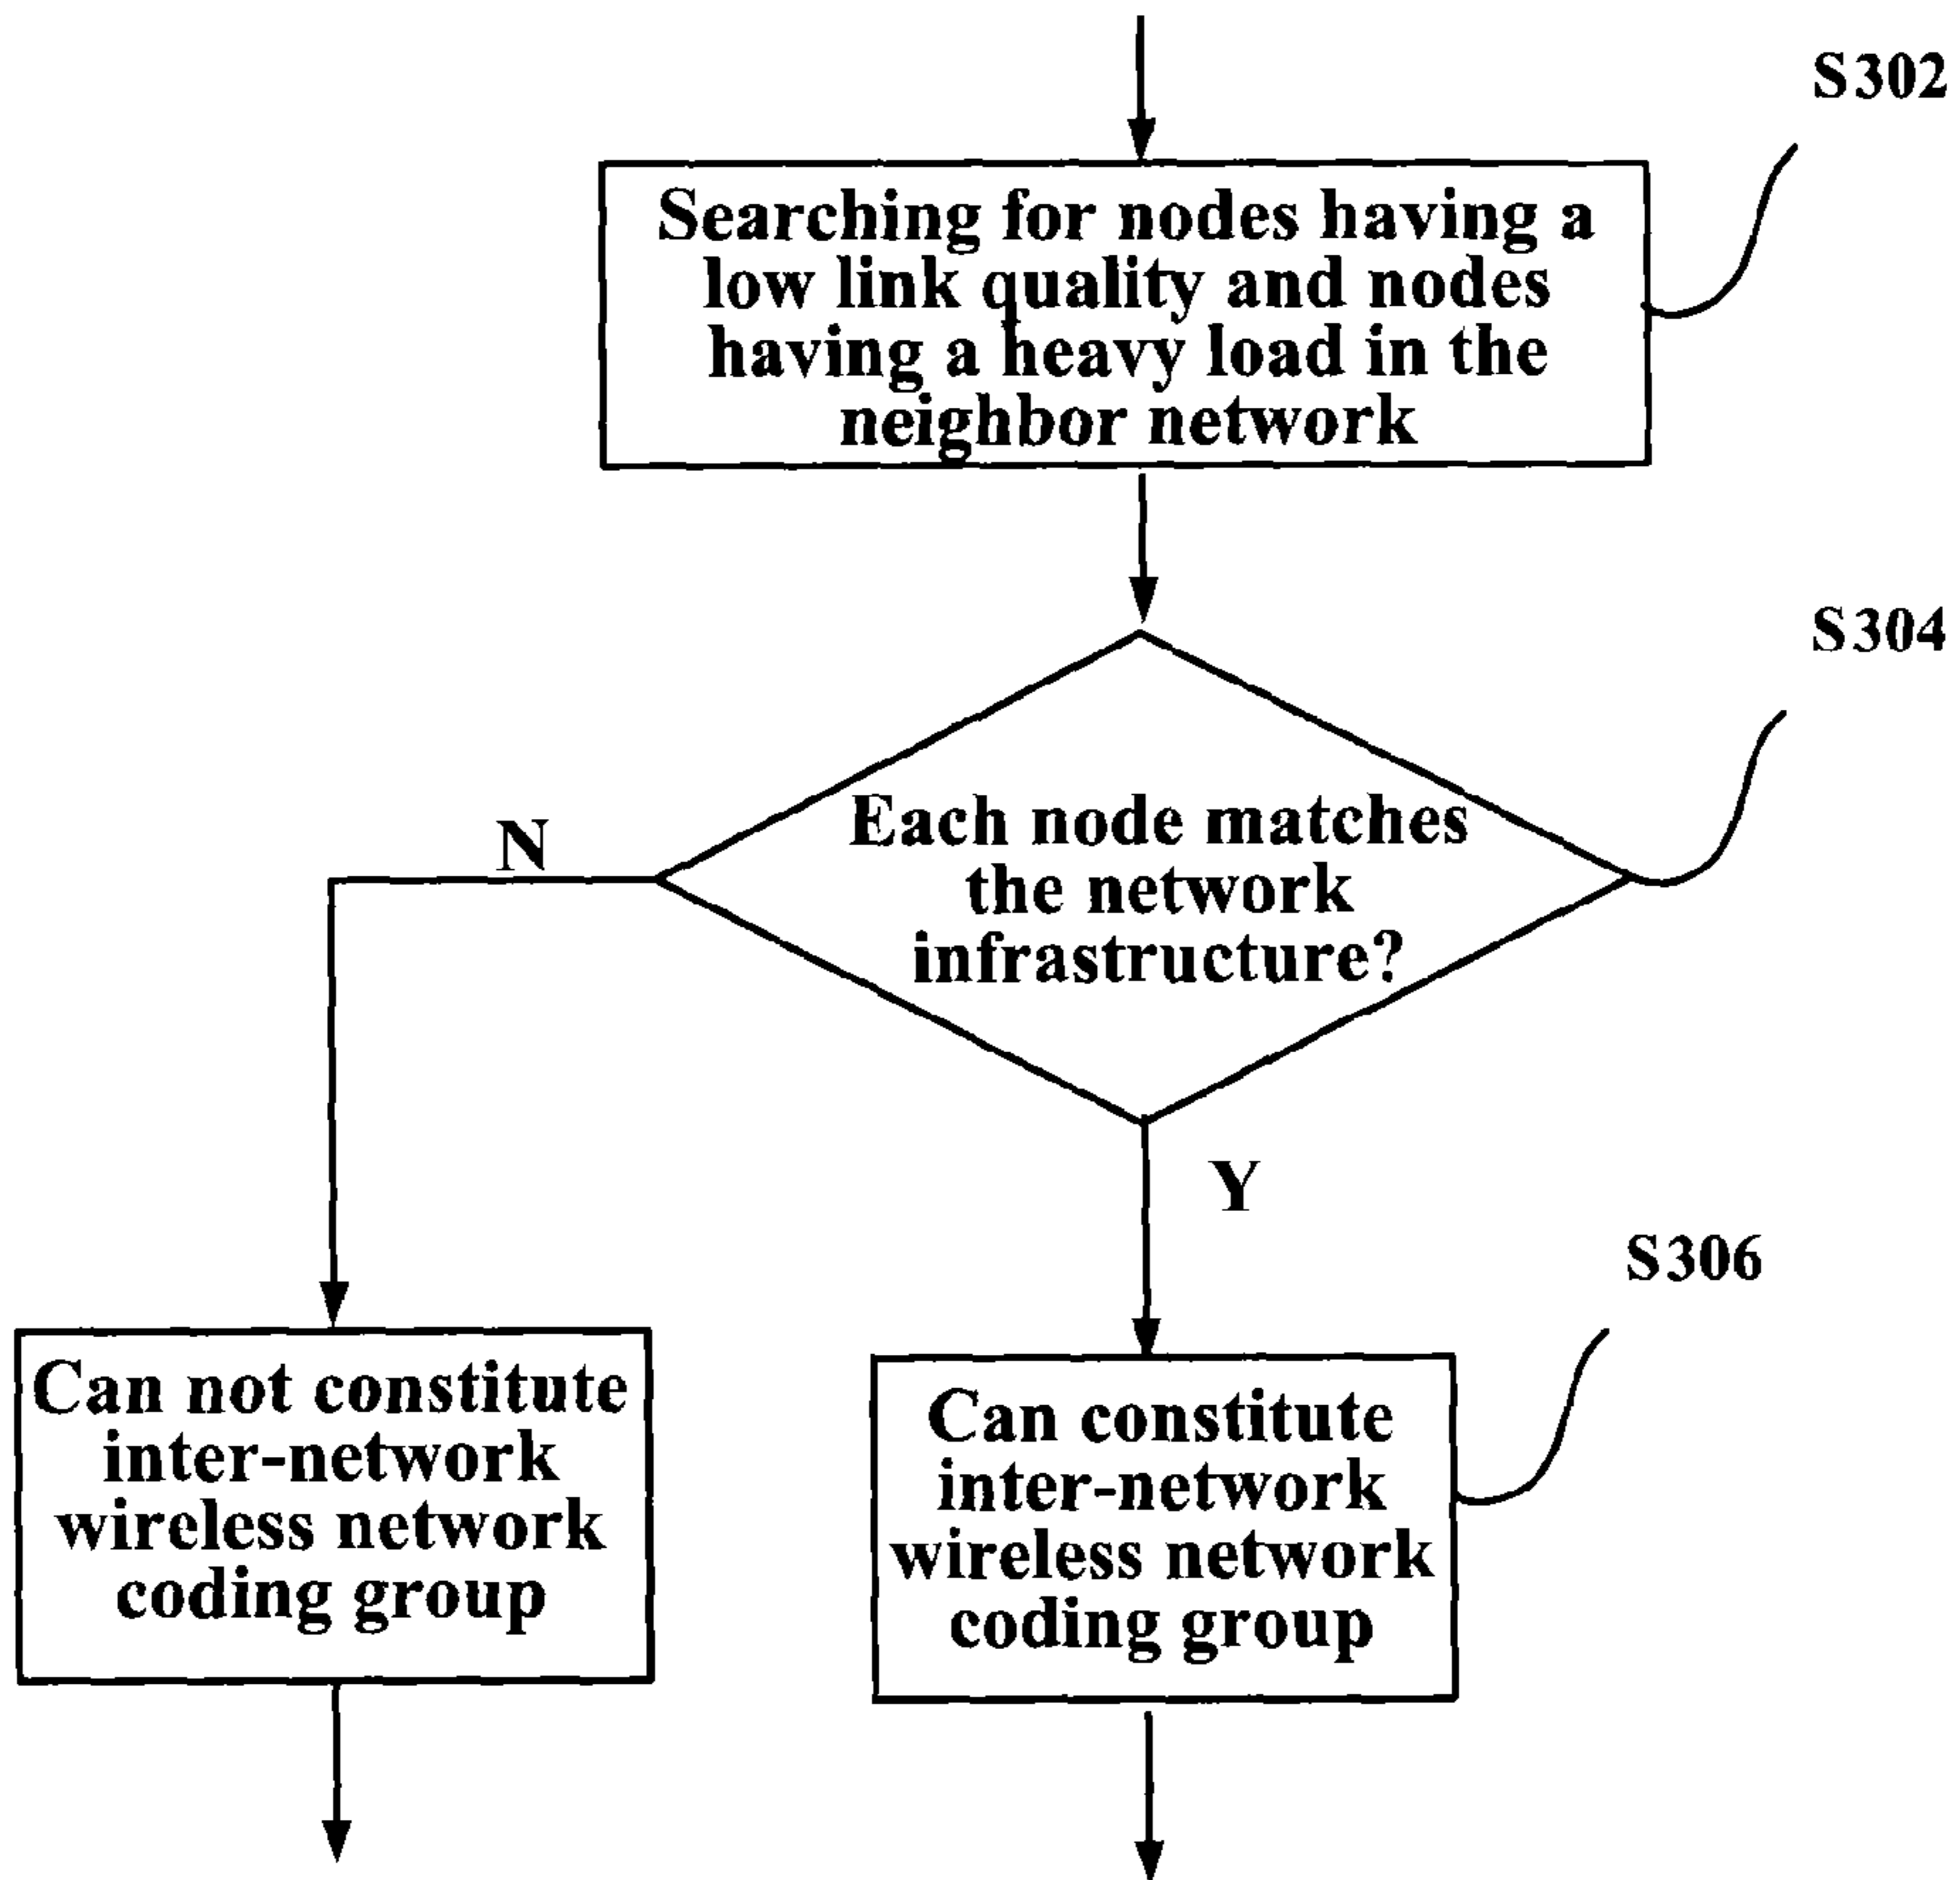 S302
Searching for nodes having a
low link quality and nodes
having a heavy load in the
neighbor network
S304
Each node matches
the network
infrastructure?
N
Y
S306
Can not constitute
inter-network
wireless network
coding group
Can constitute
inter-network
wireless network
coding group